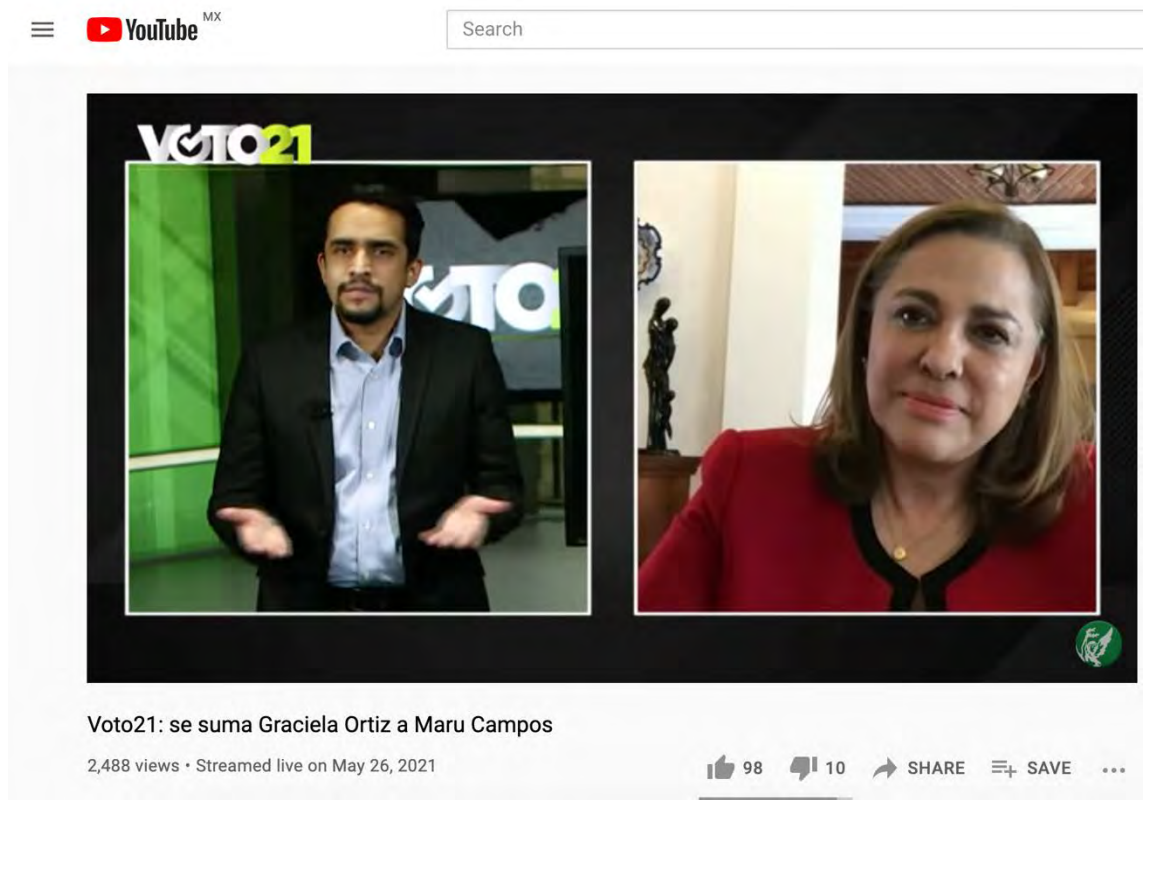 YouTube MX
Search
VOTO21
VOTO
Voto21: se suma Graciela Ortiz a Maru Campos
2,488 views • Streamed live on May 26, 2021
98 10 SHARE SAVE